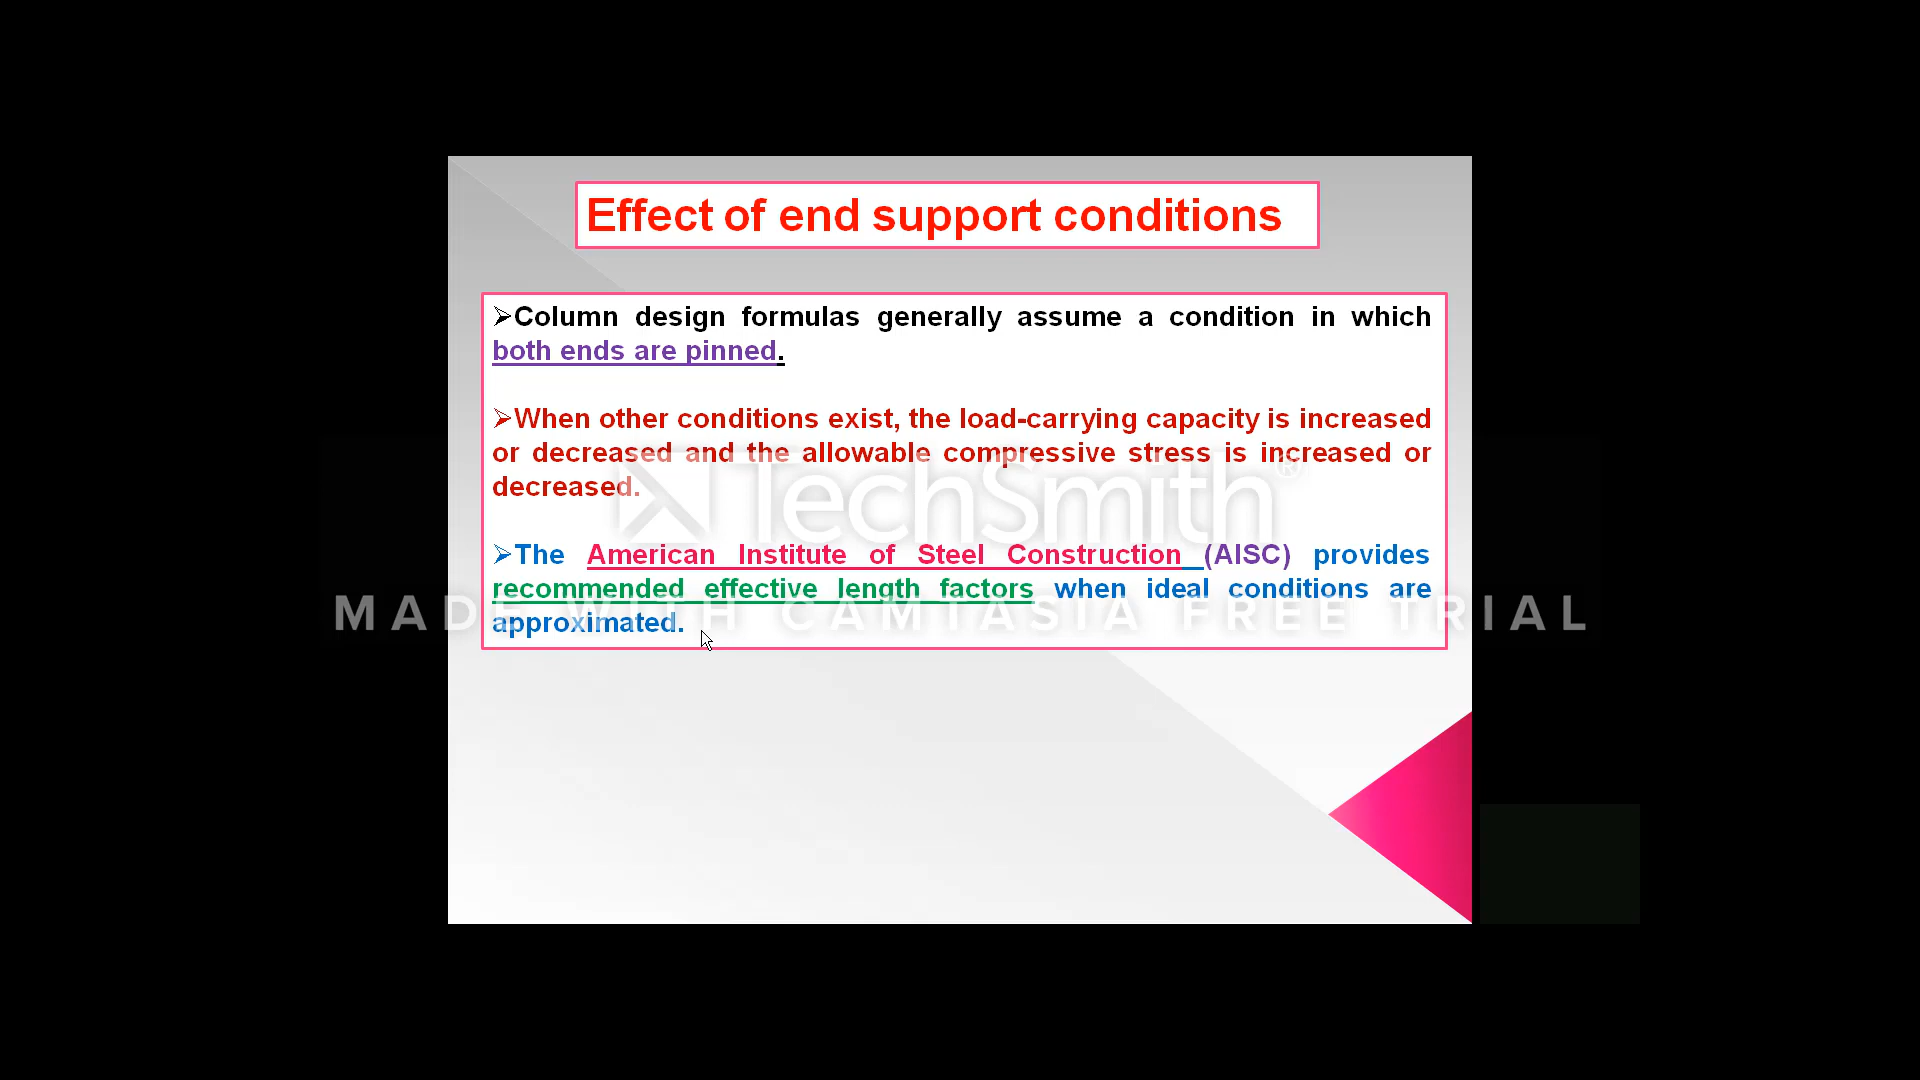 Effect of end support conditions
➢Column design formulas generally assume a condition in which
both ends are pinned.
➢When other conditions exist, the load-carrying capacity is increased
or decreased and the allowable compressive stress is increased or
decreased.
TechSmith®
➢The American Institute of Steel Construction (AISC) provides
recommended effective length factors when ideal conditions are
approximated.
MADE WITH CAMTASIA FREE TRIAL